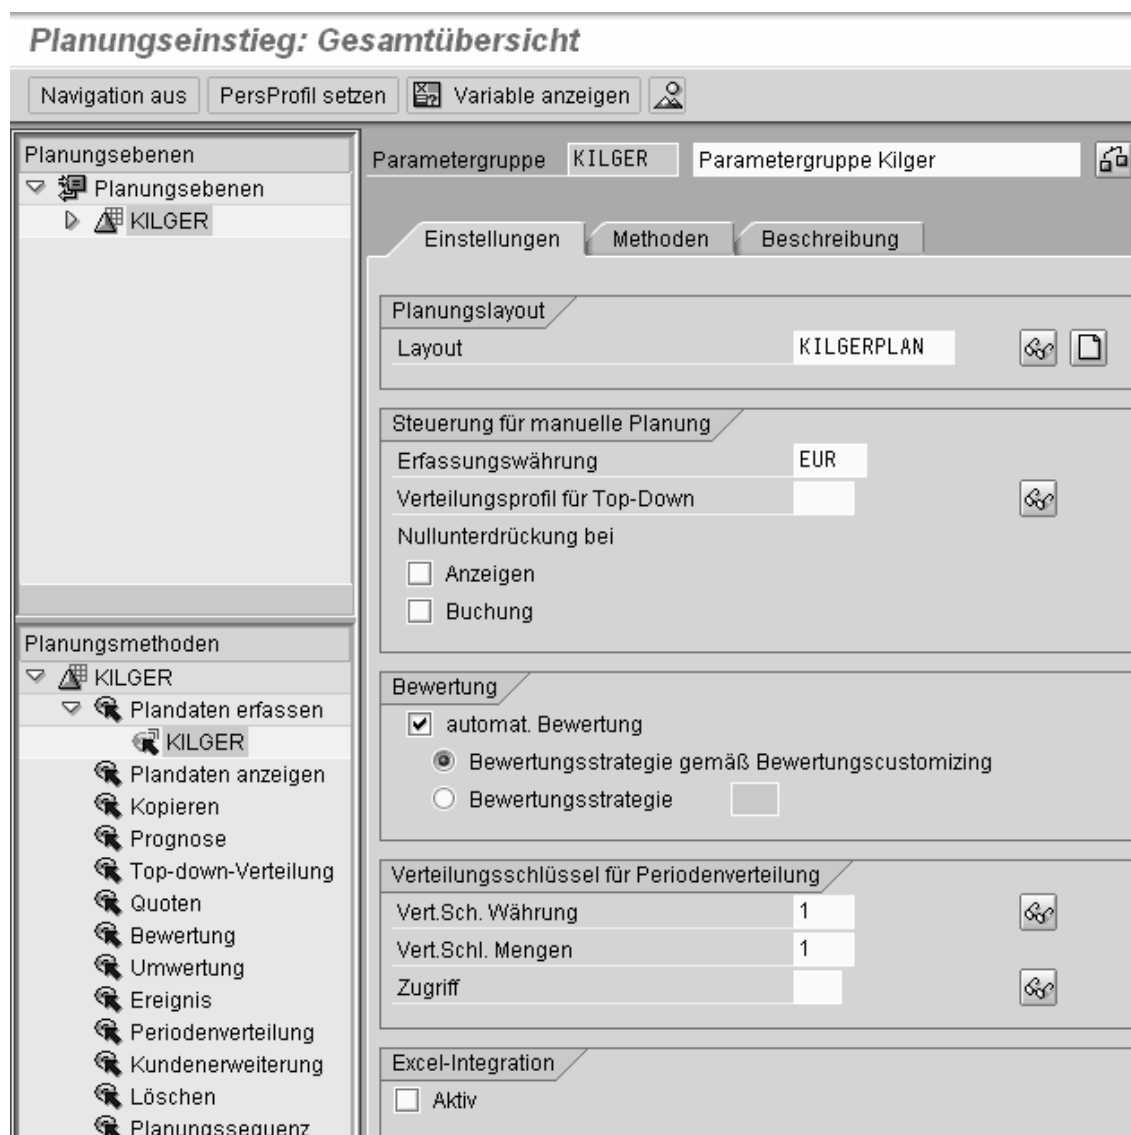 Planungseinstieg: Gesamtübersicht
Navigation aus PersProfil setzen Variable anzeigen
Planungsebenen
Planungsebenen
KILGER
Planungsmethoden
KILGER
Plandaten erfassen
KILGER
Plandaten anzeigen
Kopieren
Prognose
Top-down-Verteilung
Quoten
Bewertung
Umwertung
Ereignis
Periodenverteilung
Kundenerweiterung
Löschen
Planungssequenz
Parametergruppe KILGER Parametergruppe Kilger
Einstellungen Methoden Beschreibung
Planungslayout
Layout KILGERPLAN
Steuerung für manuelle Planung
Erfassungswährung EUR
Verteilungsprofil für Top-Down
Nullunterdrückung bei
Anzeigen
Buchung
Bewertung
automat. Bewertung
Bewertungsstrategie gemäß Bewertungscustomizing
Bewertungsstrategie
Verteilungsschlüssel für Periodenverteilung
Vert.Sch. Währung 1
Vert.Schl. Mengen 1
Zugriff
Excel-Integration
Aktiv